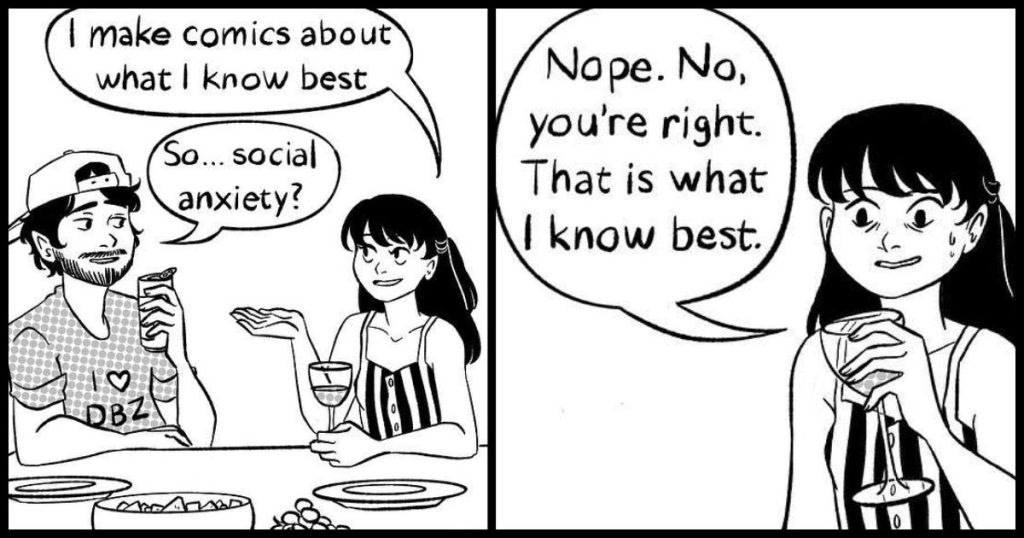 I make comics about
what I know best
So... social
anxiety?
I ♡
DBZ
Nope. No,
you're right.
That is what
I know best.